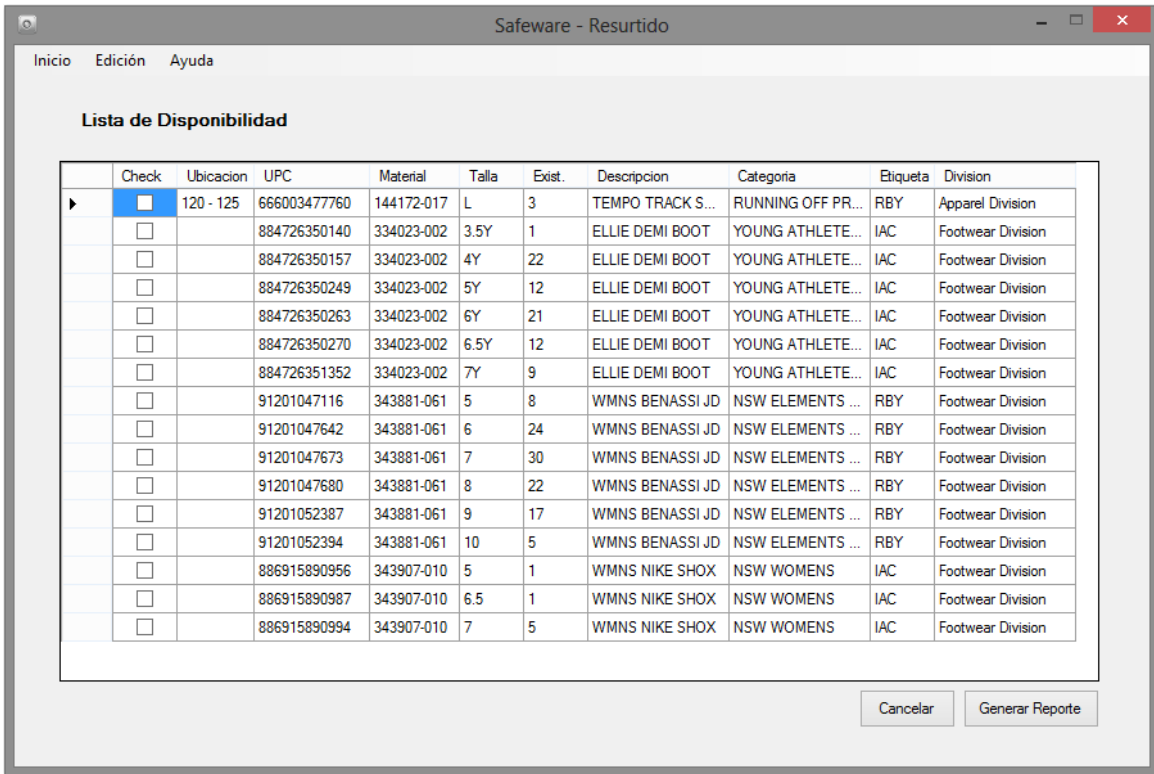 Safeware - Resurtido
Inicio Edición Ayuda
Lista de Disponibilidad
Check Ubicacion UPC Material Talla Exist. Descripcion Categoria Etiqueta Division
120 - 125 666003477760 144172-017 L 3 TEMPO TRACK S... RUNNING OFF PR... RBY Apparel Division
884726350140 334023-002 3.5Y 1 ELLIE DEMI BOOT YOUNG ATHLETE... IAC Footwear Division
884726350157 334023-002 4Y 22 ELLIE DEMI BOOT YOUNG ATHLETE... IAC Footwear Division
884726350249 334023-002 5Y 12 ELLIE DEMI BOOT YOUNG ATHLETE... IAC Footwear Division
884726350263 334023-002 6Y 21 ELLIE DEMI BOOT YOUNG ATHLETE... IAC Footwear Division
884726350270 334023-002 6.5Y 12 ELLIE DEMI BOOT YOUNG ATHLETE... IAC Footwear Division
884726351352 334023-002 7Y 9 ELLIE DEMI BOOT YOUNG ATHLETE... IAC Footwear Division
91201047116 343881-061 5 8 WMNS BENASSI JD NSW ELEMENTS ... RBY Footwear Division
91201047642 343881-061 6 24 WMNS BENASSI JD NSW ELEMENTS ... RBY Footwear Division
91201047673 343881-061 7 30 WMNS BENASSI JD NSW ELEMENTS ... RBY Footwear Division
91201047680 343881-061 8 22 WMNS BENASSI JD NSW ELEMENTS ... RBY Footwear Division
91201052387 343881-061 9 17 WMNS BENASSI JD NSW ELEMENTS ... RBY Footwear Division
91201052394 343881-061 10 5 WMNS BENASSI JD NSW ELEMENTS ... RBY Footwear Division
886915890956 343907-010 5 1 WMNS NIKE SHOX NSW WOMENS IAC Footwear Division
886915890987 343907-010 6.5 1 WMNS NIKE SHOX NSW WOMENS IAC Footwear Division
886915890994 343907-010 7 5 WMNS NIKE SHOX NSW WOMENS IAC Footwear Division
Cancelar Generar Reporte